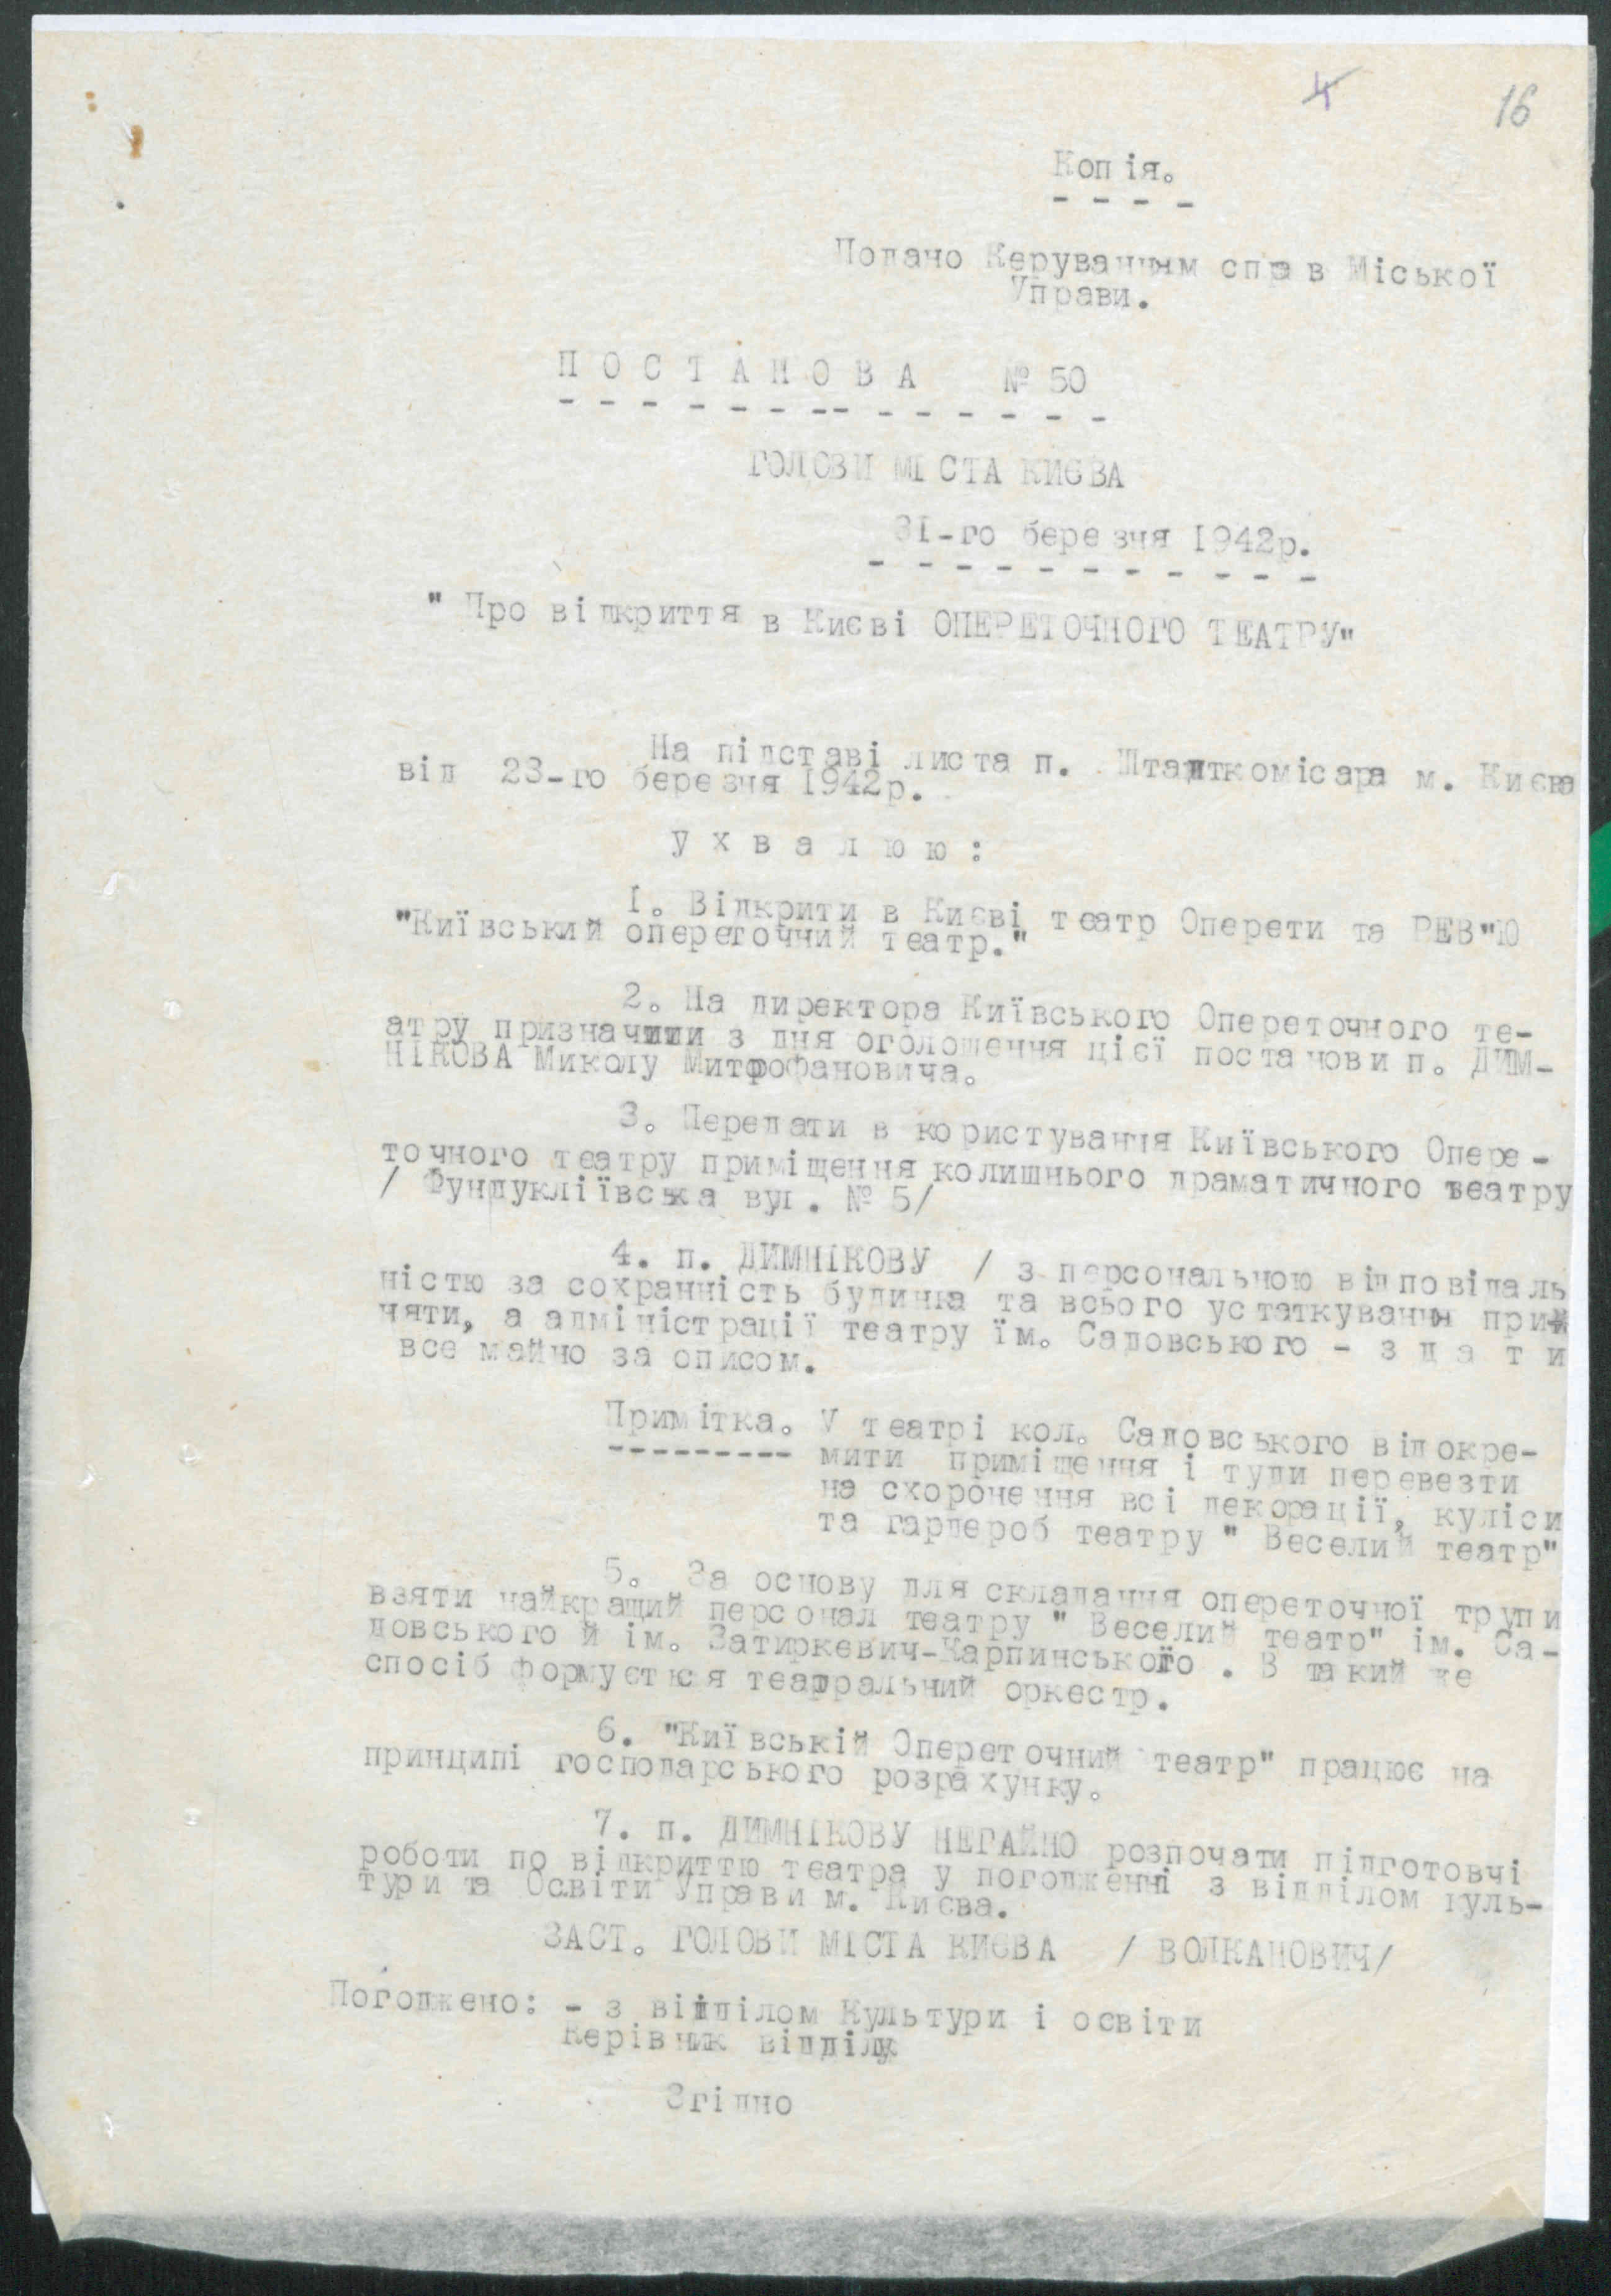 4
16
Копія.
Подано Керуванням справ Міської
Управи.
ПОСТАНОВА № 50
ГОЛОВИ МІСТА КИЄВА
31-го березня 1942р.
" Про відкриття в Києві ОПЕРЕТОЧНОГО ТЕАТРУ"
На підставі листа п. Штадткомісара м. Києва
від 23-го березня 1942р.
у х в а л ю ю :
1. Відкрити в Києві театр Оперети та РЕВ"Ю
"Київський опереточний театр."
2. На директора Київського Опереточного те-
атру призначити з дня оголошення цієї постанови п. ДИМ-
НІКОВА Миколу Митрофановича.
3. Передати в користування Київського Опере-
точного театру приміщення колишнього драматичного театру
/ Фундукліївська вул. № 5/
4. п. ДИМНІКОВУ / з персональною відповідаль
ністю за сохранність будинка та всього устаткування прий
няти, а адміністрації театру їм. Садовського - з д а т и
все майно за описом.
Примітка. У театрі кол. Садовського відокре-
мити приміщення і туди перевезти
на схоронення всі декорації, куліси
та гардероб театру " Веселий театр"
5. За основу для складання опереточної трупи
взяти найкращий персонал театру " Веселий театр" ім. Са-
довського й ім. Затиркевич-Карпинського . В такий же
спосіб формується театральний оркестр.
6. "Київській Опереточний театр" працює на
принципі господарського розрахунку.
7. п. ДИМНІКОВУ НЕГАЙНО розпочати підготовчі
роботи по відкриттю театра у погодженні з відділом куль-
тури та Освіти Управи м. Києва.
ЗАСТ. ГОЛОВИ МІСТА КИЄВА / ВОЛКАНОВИЧ/
Погоджено: - з відділом Культури і освіти
Керівник відділу
Згідно